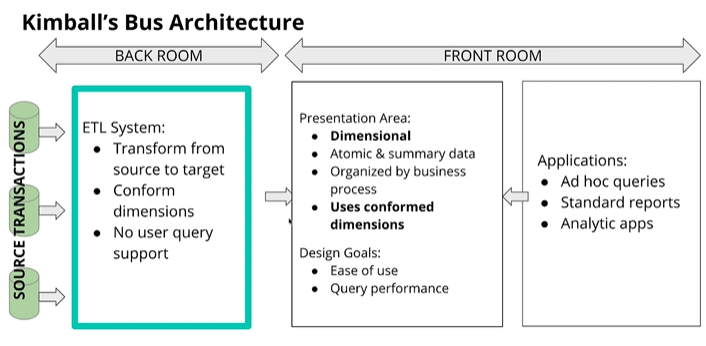 Kimball's Bus Architecture
BACK ROOM
FRONT ROOM
SOURCE TRANSACTIONS
ETL System:
● Transform from
source to target
● Conform
dimensions
● No user query
support
Presentation Area:
● Dimensional
● Atomic & summary data
● Organized by business
process
● Uses conformed
dimensions
Design Goals:
● Ease of use
● Query performance
Applications:
● Ad hoc queries
● Standard reports
● Analytic apps